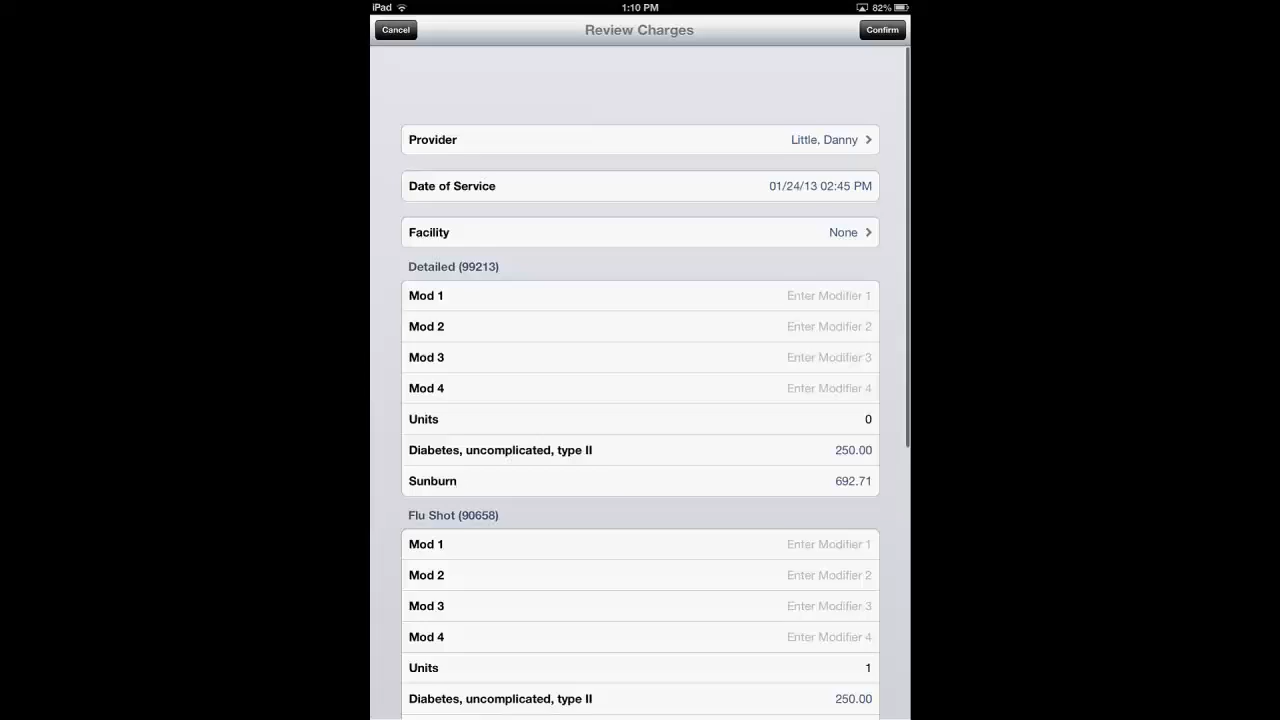 iPad 1:10 PM 82%
Cancel Review Charges Confirm
Provider Little, Danny
Date of Service 01/24/13 02:45 PM
Facility None
Detailed (99213)
Mod 1 Enter Modifier 1
Mod 2 Enter Modifier 2
Mod 3 Enter Modifier 3
Mod 4 Enter Modifier 4
Units 0
Diabetes, uncomplicated, type II 250.00
Sunburn 692.71
Flu Shot (90658)
Mod 1 Enter Modifier 1
Mod 2 Enter Modifier 2
Mod 3 Enter Modifier 3
Mod 4 Enter Modifier 4
Units 1
Diabetes, uncomplicated, type II 250.00